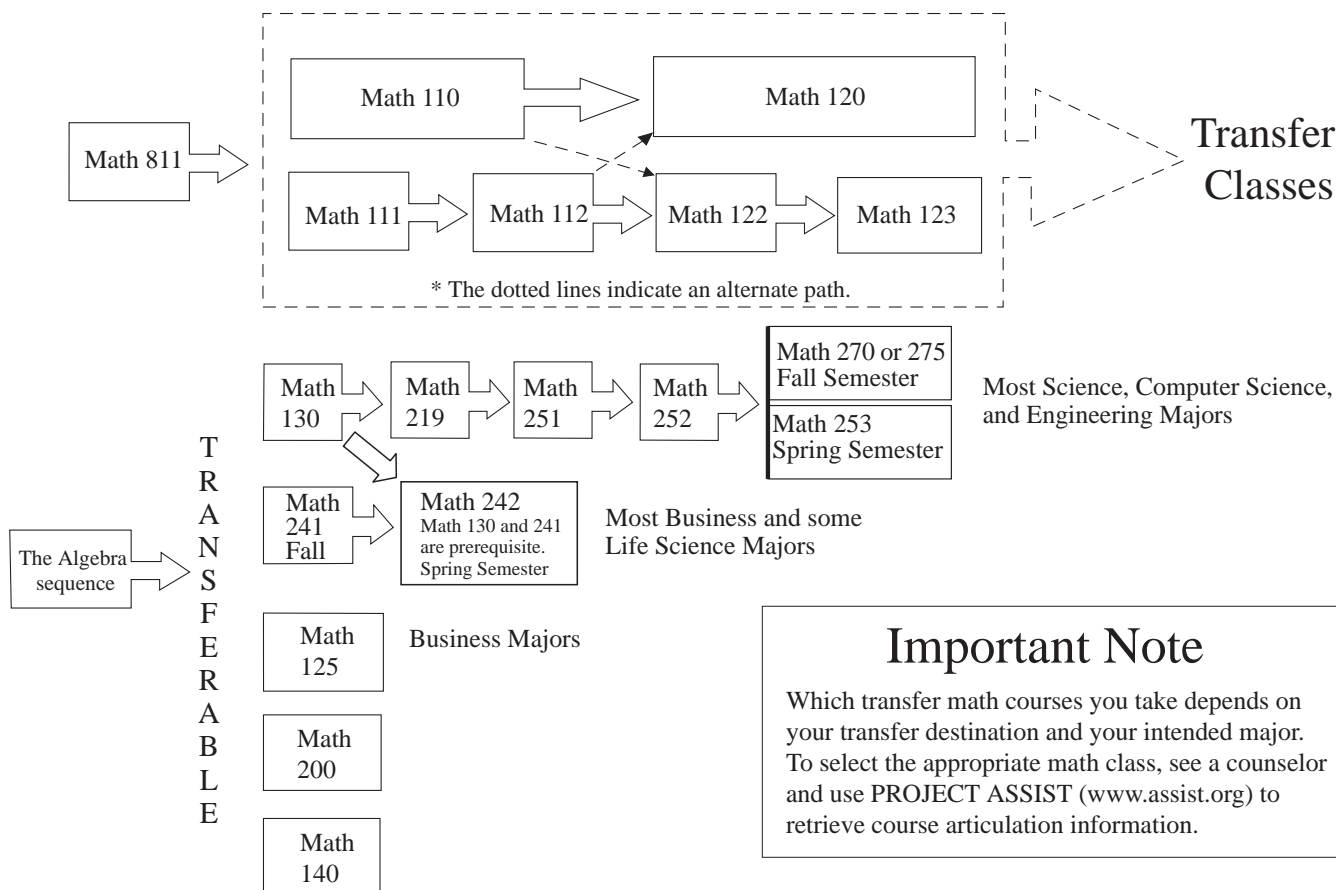 Math 110
Math 120
Math 811
Transfer
Classes
Math 111
Math 112
Math 122
Math 123
* The dotted lines indicate an alternate path.
Math
130
Math
219
Math
251
Math
252
Math 270 or 275
Fall Semester
Math 253
Spring Semester
Most Science, Computer Science,
and Engineering Majors
The Algebra
sequence
T
R
A
N
S
F
E
R
A
B
L
E
Math
241
Fall
Math 242
Math 130 and 241
are prerequisite.
Spring Semester
Most Business and some
Life Science Majors
Math
125
Business Majors
Math
200
Math
140
Important Note
Which transfer math courses you take depends on
your transfer destination and your intended major.
To select the appropriate math class, see a counselor
and use PROJECT ASSIST (www.assist.org) to
retrieve course articulation information.